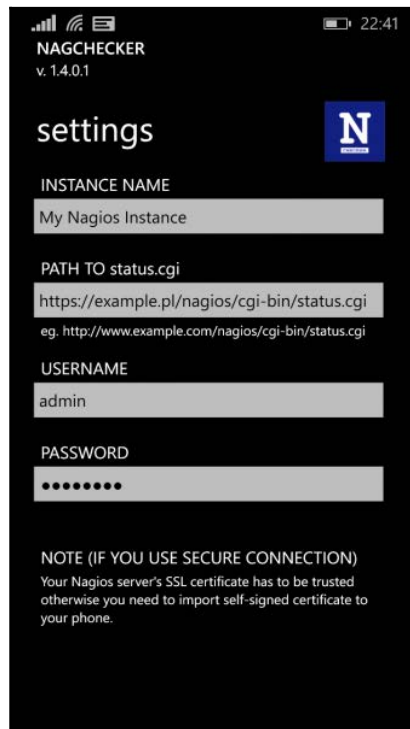 22:41
NAGCHECKER
v. 1.4.0.1
settings
N
INSTANCE NAME
My Nagios Instance
PATH TO status.cgi
https://example.pl/nagios/cgi-bin/status.cgi
eg. http://www.example.com/nagios/cgi-bin/status.cgi
USERNAME
admin
PASSWORD
●●●●●●●●
NOTE (IF YOU USE SECURE CONNECTION)
Your Nagios server's SSL certificate has to be trusted
otherwise you need to import self-signed certificate to
your phone.